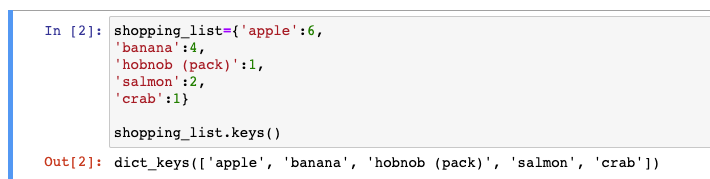 In [2]: shopping_list={'apple':6,
'banana':4,
'hobnob (pack)':1,
'salmon':2,
'crab':1}
shopping_list.keys()
Out[2]: dict_keys(['apple', 'banana', 'hobnob (pack)', 'salmon', 'crab'])